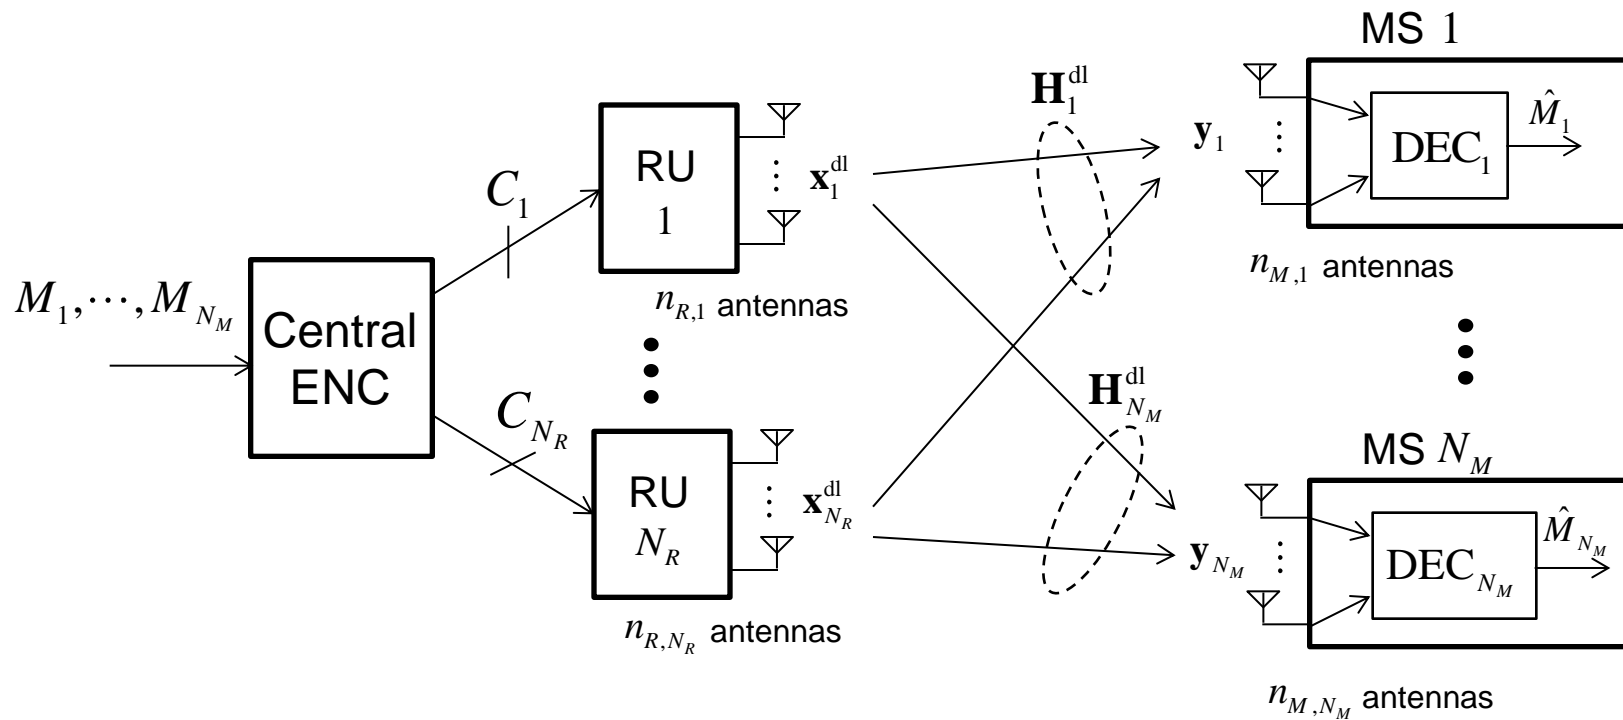 M_1, ⋯, M_{N_M}
Central
ENC
C_1
C_{N_R}
RU
1
n_{R,1} antennas
⋮
x_1^{dl}
RU
N_R
n_{R,N_R} antennas
⋮
x_{N_R}^{dl}
H_1^{dl}
H_{N_M}^{dl}
MS 1
y_1
⋮
DEC_1
M̂_1
n_{M,1} antennas
MS N_M
y_{N_M}
⋮
DEC_{N_M}
M̂_{N_M}
n_{M,N_M} antennas